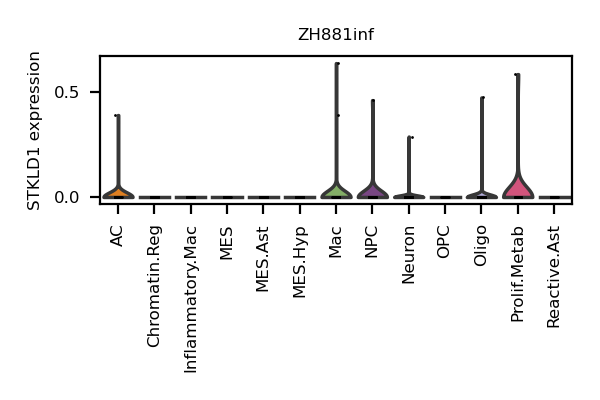 ZH881inf
STKLD1 expression
0.5
0.0
AC
Chromatin.Reg
Inflammatory.Mac
MES
MES.Ast
MES.Hyp
Mac
NPC
Neuron
OPC
Oligo
Prolif.Metab
Reactive.Ast